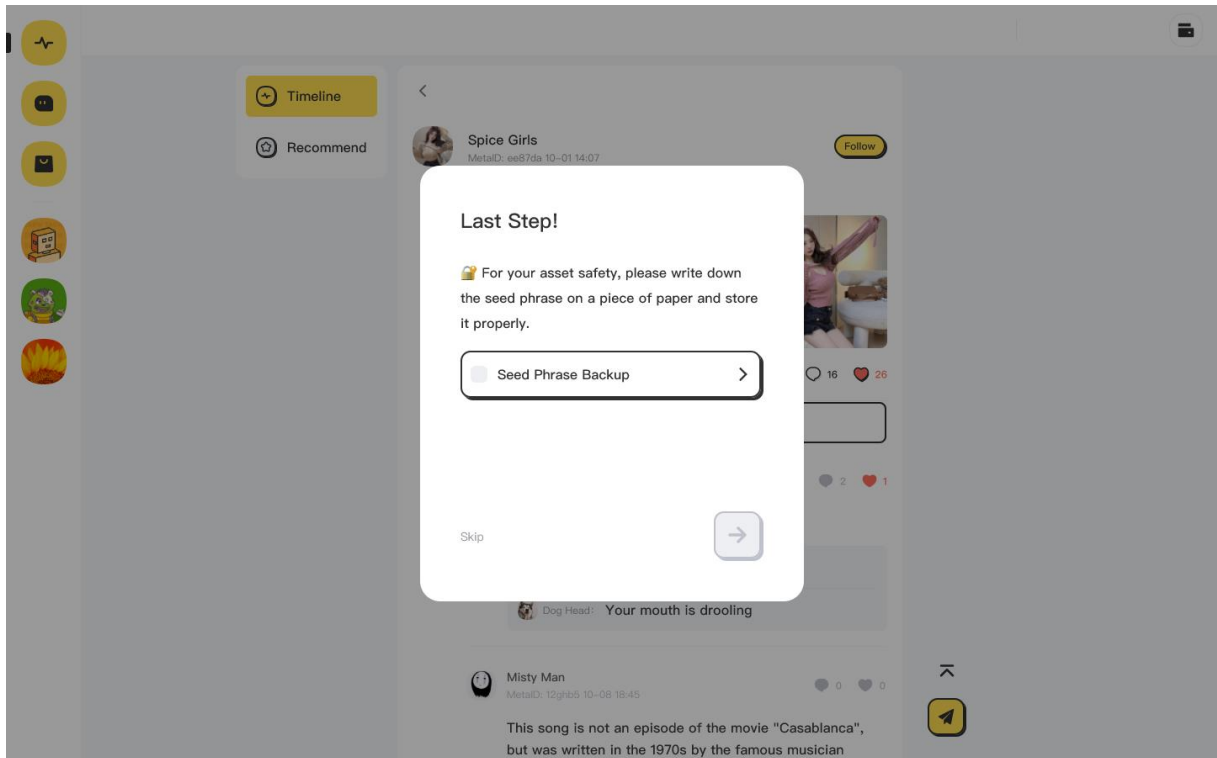 Timeline
Recommend
Spice Girls
MetaID: ee87da 10-01 14:07
Follow
Last Step!
🔐 For your asset safety, please write down
the seed phrase on a piece of paper and store
it properly.
Seed Phrase Backup
16
26
2
1
Skip
Dog Head: Your mouth is drooling
Misty Man
MetaID: 12ghb5 10-08 18:45
0
0
This song is not an episode of the movie "Casablanca",
but was written in the 1970s by the famous musician